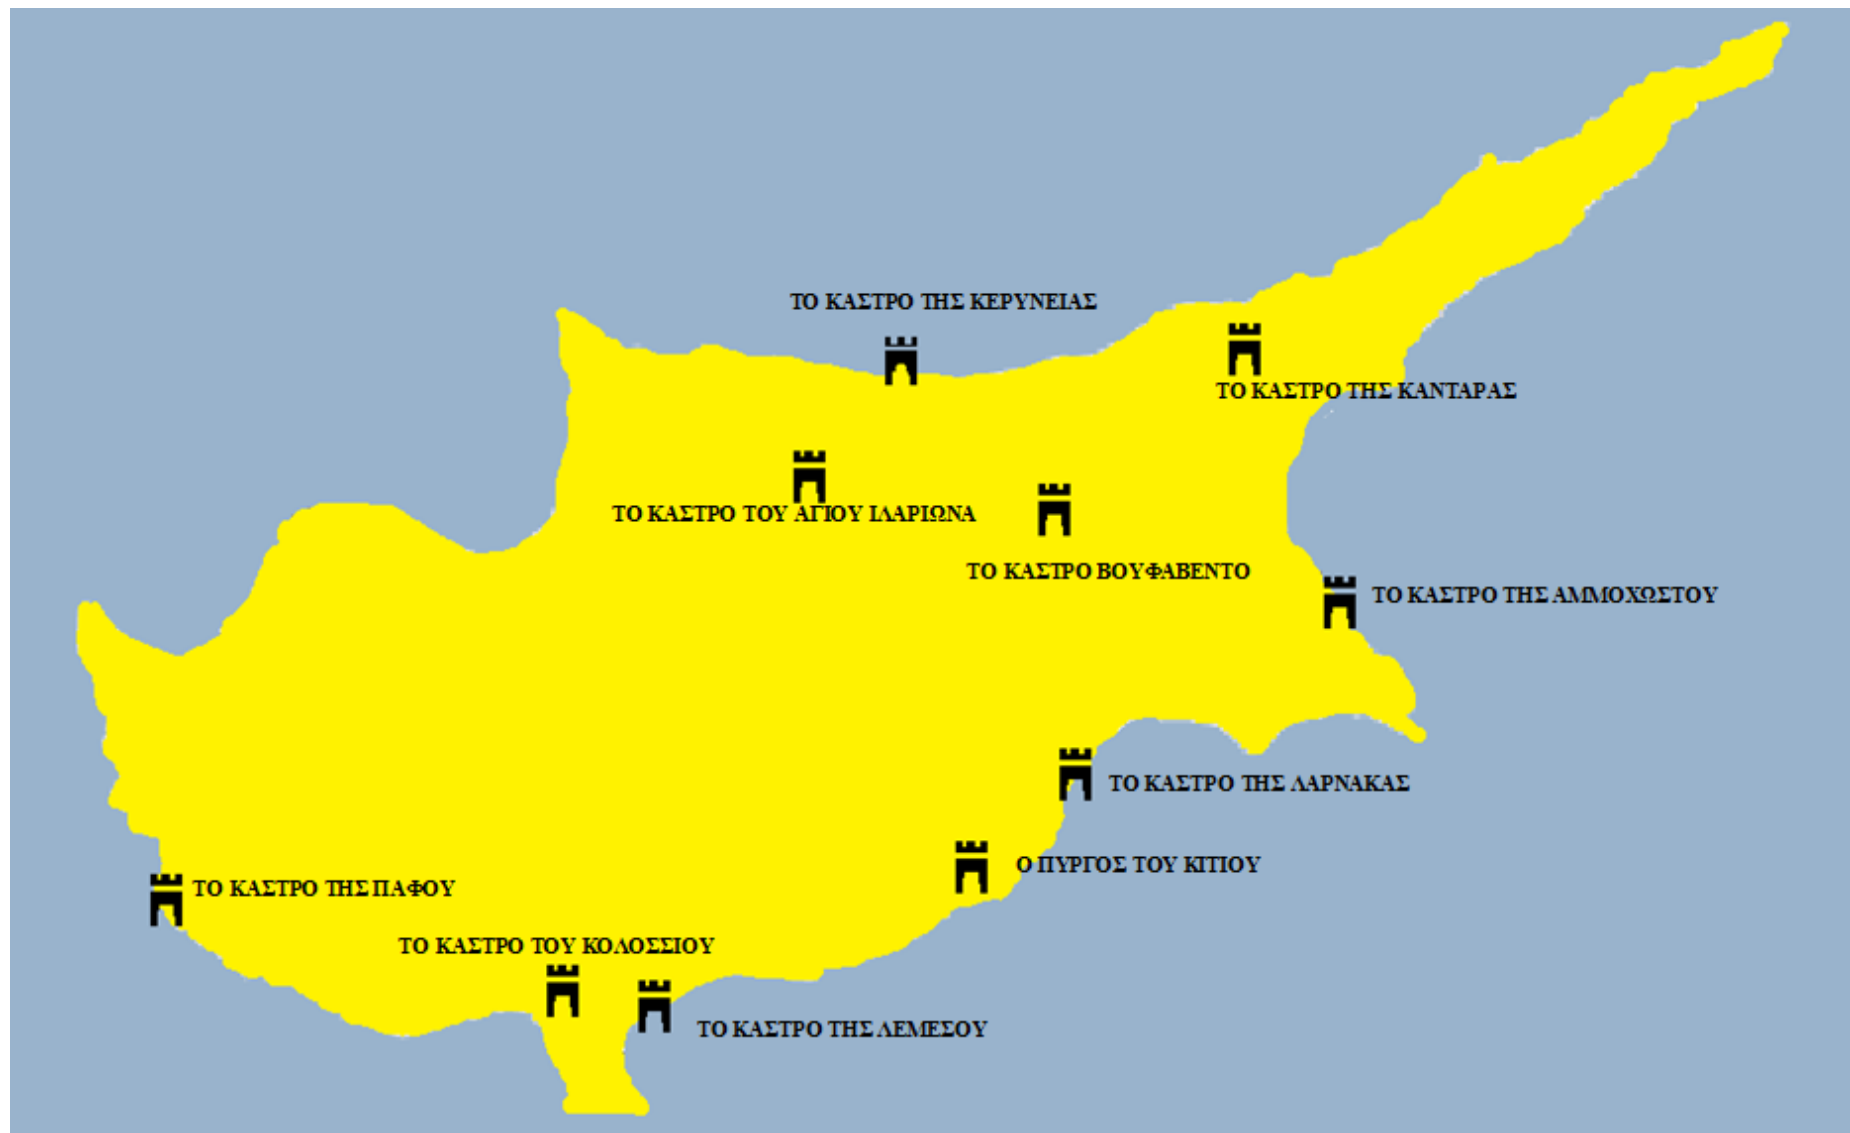 ΤΟ ΚΑΣΤΡΟ ΤΗΣ ΚΕΡΥΝΕΙΑΣ
ΤΟ ΚΑΣΤΡΟ ΤΗΣ ΚΑΝΤΑΡΑΣ
ΤΟ ΚΑΣΤΡΟ ΤΟΥ ΑΓΙΟΥ ΙΛΑΡΙΩΝΑ
ΤΟ ΚΑΣΤΡΟ ΒΟΥΦΑΒΕΝΤΟ
ΤΟ ΚΑΣΤΡΟ ΤΗΣ ΑΜΜΟΧΩΣΤΟΥ
ΤΟ ΚΑΣΤΡΟ ΤΗΣ ΛΑΡΝΑΚΑΣ
Ο ΠΥΡΓΟΣ ΤΟΥ ΚΙΤΙΟΥ
ΤΟ ΚΑΣΤΡΟ ΤΗΣ ΠΑΦΟΥ
ΤΟ ΚΑΣΤΡΟ ΤΟΥ ΚΟΛΟΣΣΙΟΥ
ΤΟ ΚΑΣΤΡΟ ΤΗΣ ΛΕΜΕΣΟΥ